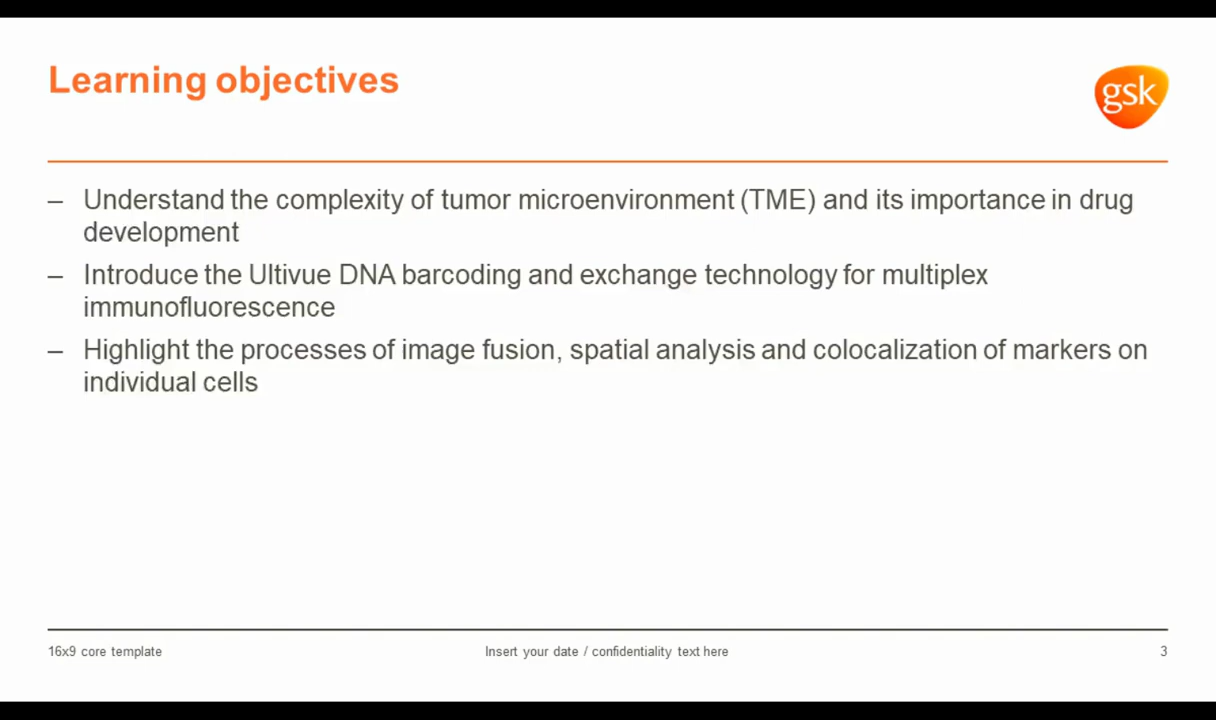 Learning objectives
gsk
– Understand the complexity of tumor microenvironment (TME) and its importance in drug
development
– Introduce the Ultivue DNA barcoding and exchange technology for multiplex
immunofluorescence
– Highlight the processes of image fusion, spatial analysis and colocalization of markers on
individual cells
16x9 core template
Insert your date / confidentiality text here
3